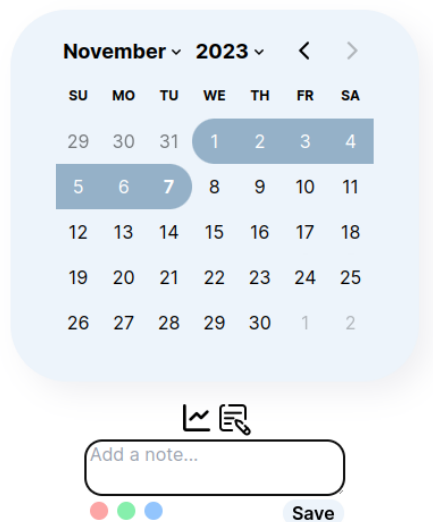 November 2023
SU MO TU WE TH FR SA
29 30 31 1 2 3 4
5 6 7 8 9 10 11
12 13 14 15 16 17 18
19 20 21 22 23 24 25
26 27 28 29 30 1 2
Add a note...
Save